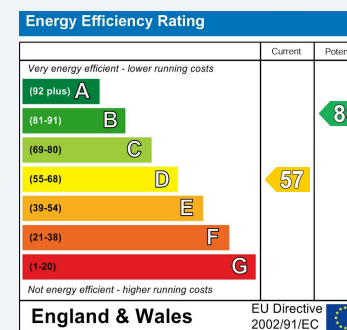 Energy Efficiency Rating
Current
Very energy efficient - lower running costs
(92 plus) A
(81-91) B
(69-80) C
(55-68) D 57
(39-54) E
(21-38) F
(1-20) G
Not energy efficient - higher running costs
England & Wales
EU Directive
2002/91/EC